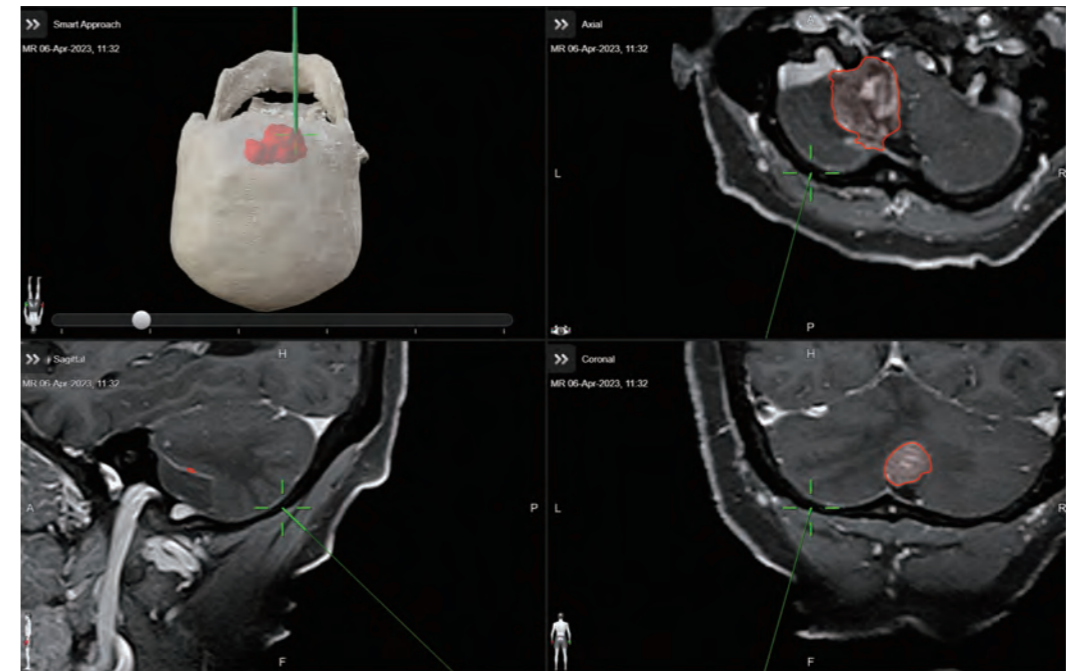 Smart Approach
MR 06-Apr-2023, 11:32
Axial
MR 06-Apr-2023, 11:32
A
L
R
P
Sagittal
MR 06-Apr-2023, 11:32
H
A
P
F
Coronal
MR 06-Apr-2023, 11:32
H
L
R
F